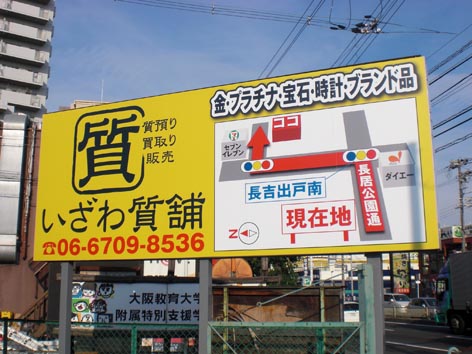 金・プラチナ・宝石・時計・ブランド品
質
質預り
買取り
販売
いざわ質舗
☎06-6709-8536
ココ
セブン
イレブン
ダイエー
長吉出戸南
長居公園通
現在地
N
大阪教育大学
附属特別支援学